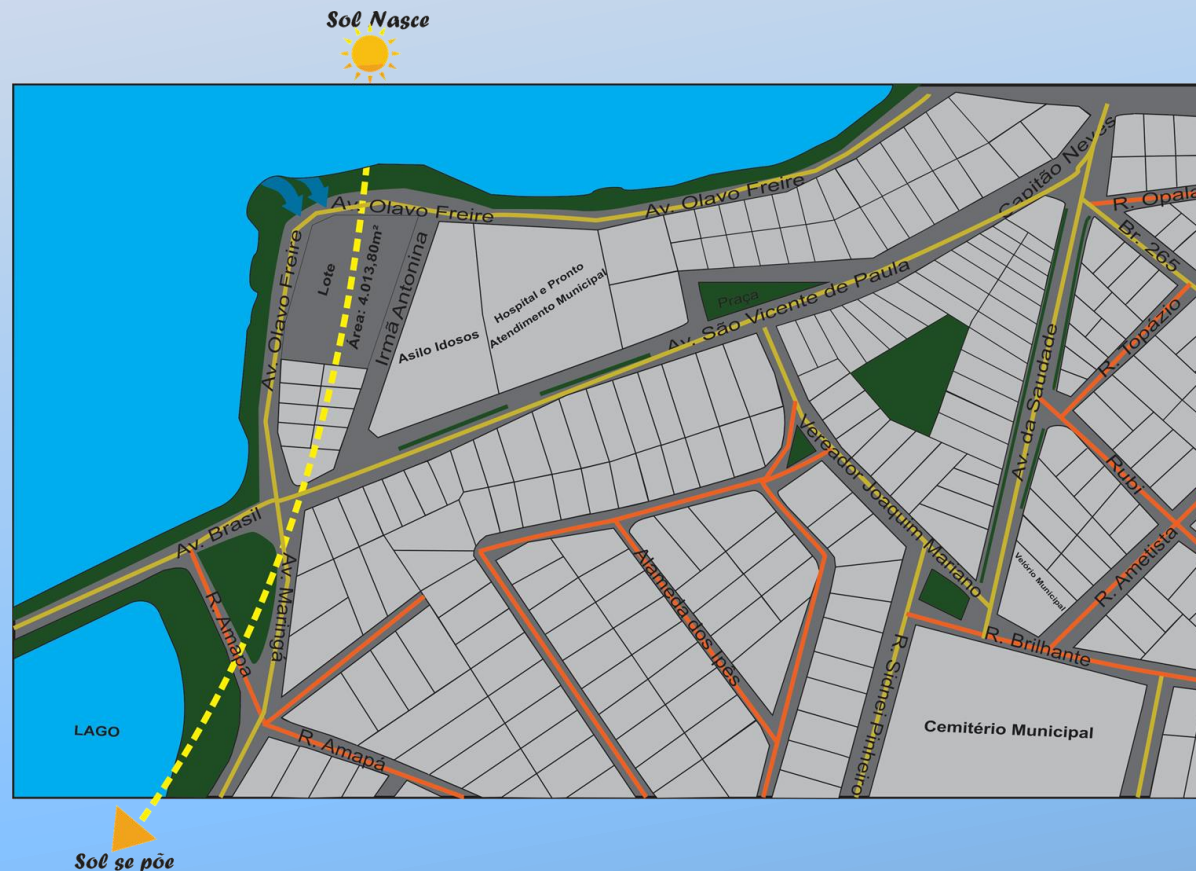 Sol Nasce
Av. Olavo Freire
Av. Olavo Freire
Av. Olavo Freire
Capitão Neves
R. Opala
Br. 265
Lote
Área: 4.013,80m²
Irmã Antonina
Asilo Idosos
Hospital e Pronto
Atendimento Municipal
Praça
Av. São Vicente de Paula
R. Topázio
Av. da Saudade
Rubi
Vereador Joaquim Mariano
Av. Brasil
Av. Maringá
R. Amapa
Alameda dos Ipês
Velório Municipal
R. Ametista
R. Brilhante
R. Sidnei Pinheiro
LAGO
R. Amapá
Cemitério Municipal
Sol se põe